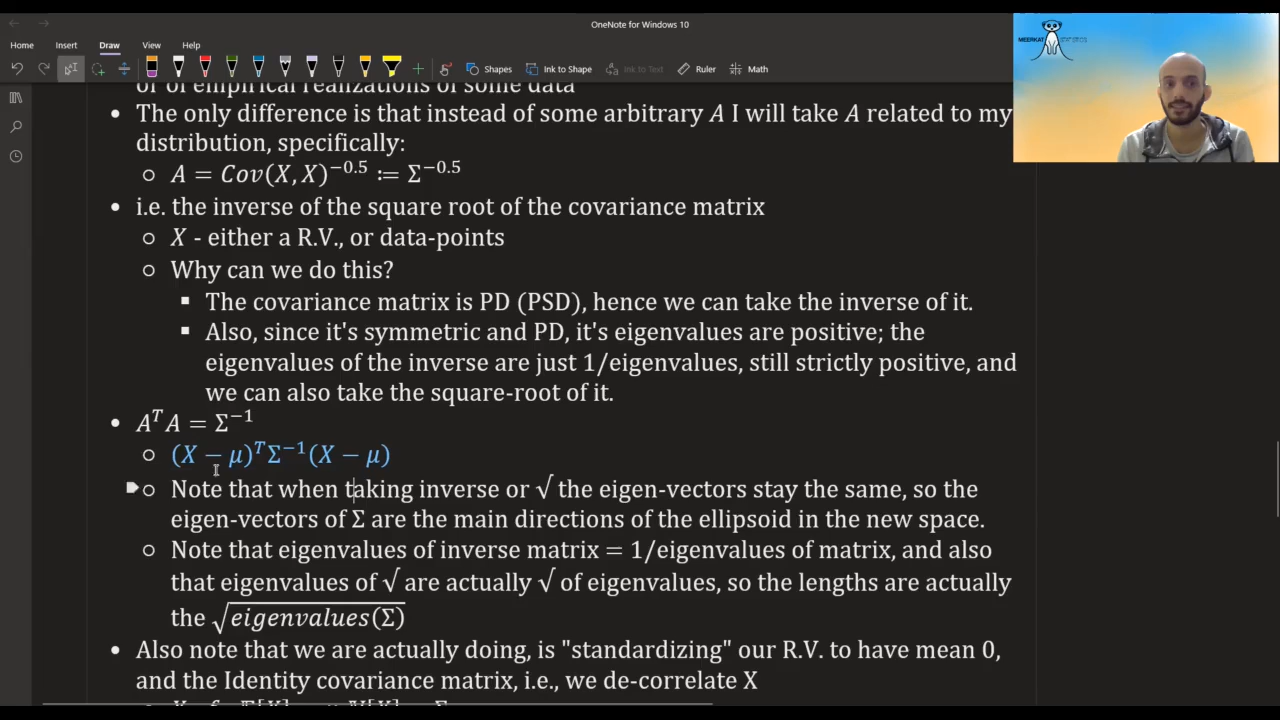 OneNote for Windows 10
Home Insert Draw View Help
Shapes Ink to Shape Ink to Text Ruler Math
MEERKAT
or of empirical realizations of some data
• The only difference is that instead of some arbitrary A I will take A related to my
distribution, specifically:
○ A = Cov(X, X)^−0.5 ≔ Σ^−0.5
• i.e. the inverse of the square root of the covariance matrix
○ X - either a R.V., or data-points
○ Why can we do this?
▪ The covariance matrix is PD (PSD), hence we can take the inverse of it.
▪ Also, since it's symmetric and PD, it's eigenvalues are positive; the
eigenvalues of the inverse are just 1/eigenvalues, still strictly positive, and
we can also take the square-root of it.
• A^T A = Σ^−1
○ (X − μ)^T Σ^−1 (X − μ)
○ Note that when taking inverse or √ the eigen-vectors stay the same, so the
eigen-vectors of Σ are the main directions of the ellipsoid in the new space.
○ Note that eigenvalues of inverse matrix = 1/eigenvalues of matrix, and also
that eigenvalues of √ are actually √ of eigenvalues, so the lengths are actually
the √eigenvalues(Σ)
• Also note that we are actually doing, is "standardizing" our R.V. to have mean 0,
and the Identity covariance matrix, i.e., we de-correlate X